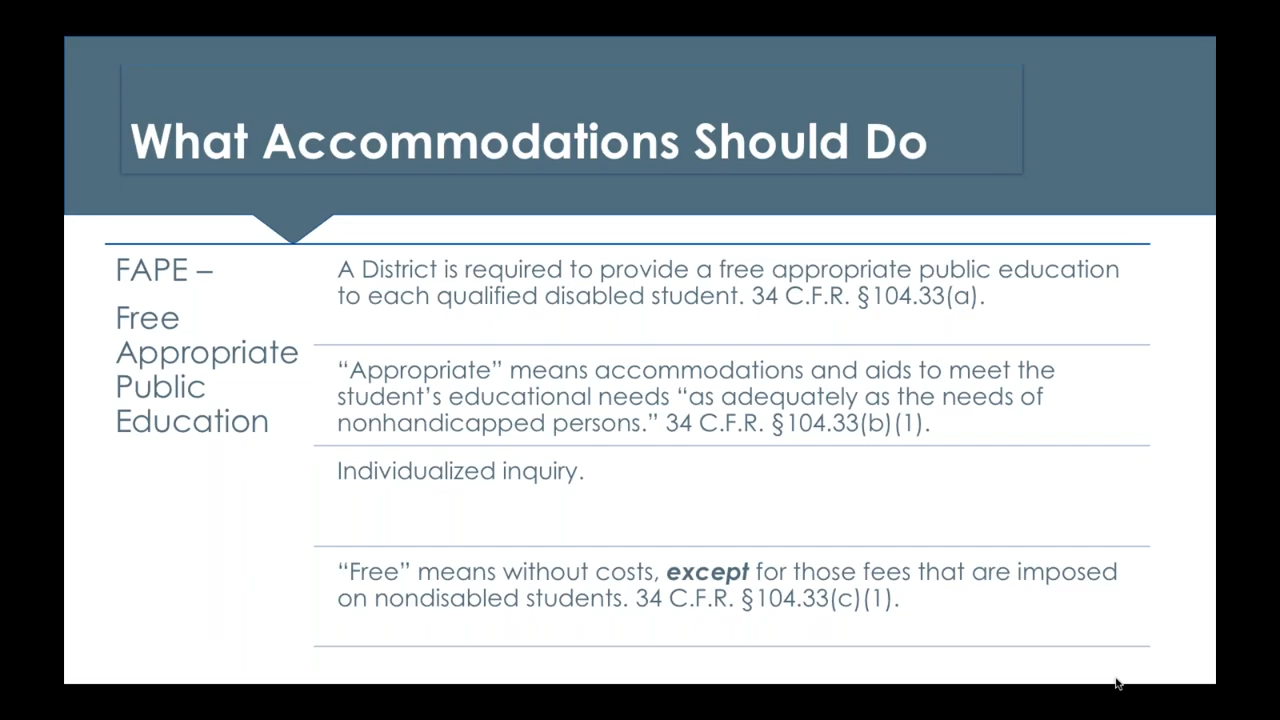 What Accommodations Should Do
FAPE –
Free
Appropriate
Public
Education
A District is required to provide a free appropriate public education
to each qualified disabled student. 34 C.F.R. §104.33(a).
“Appropriate” means accommodations and aids to meet the
student’s educational needs “as adequately as the needs of
nonhandicapped persons.” 34 C.F.R. §104.33(b)(1).
Individualized inquiry.
“Free” means without costs, except for those fees that are imposed
on nondisabled students. 34 C.F.R. §104.33(c)(1).